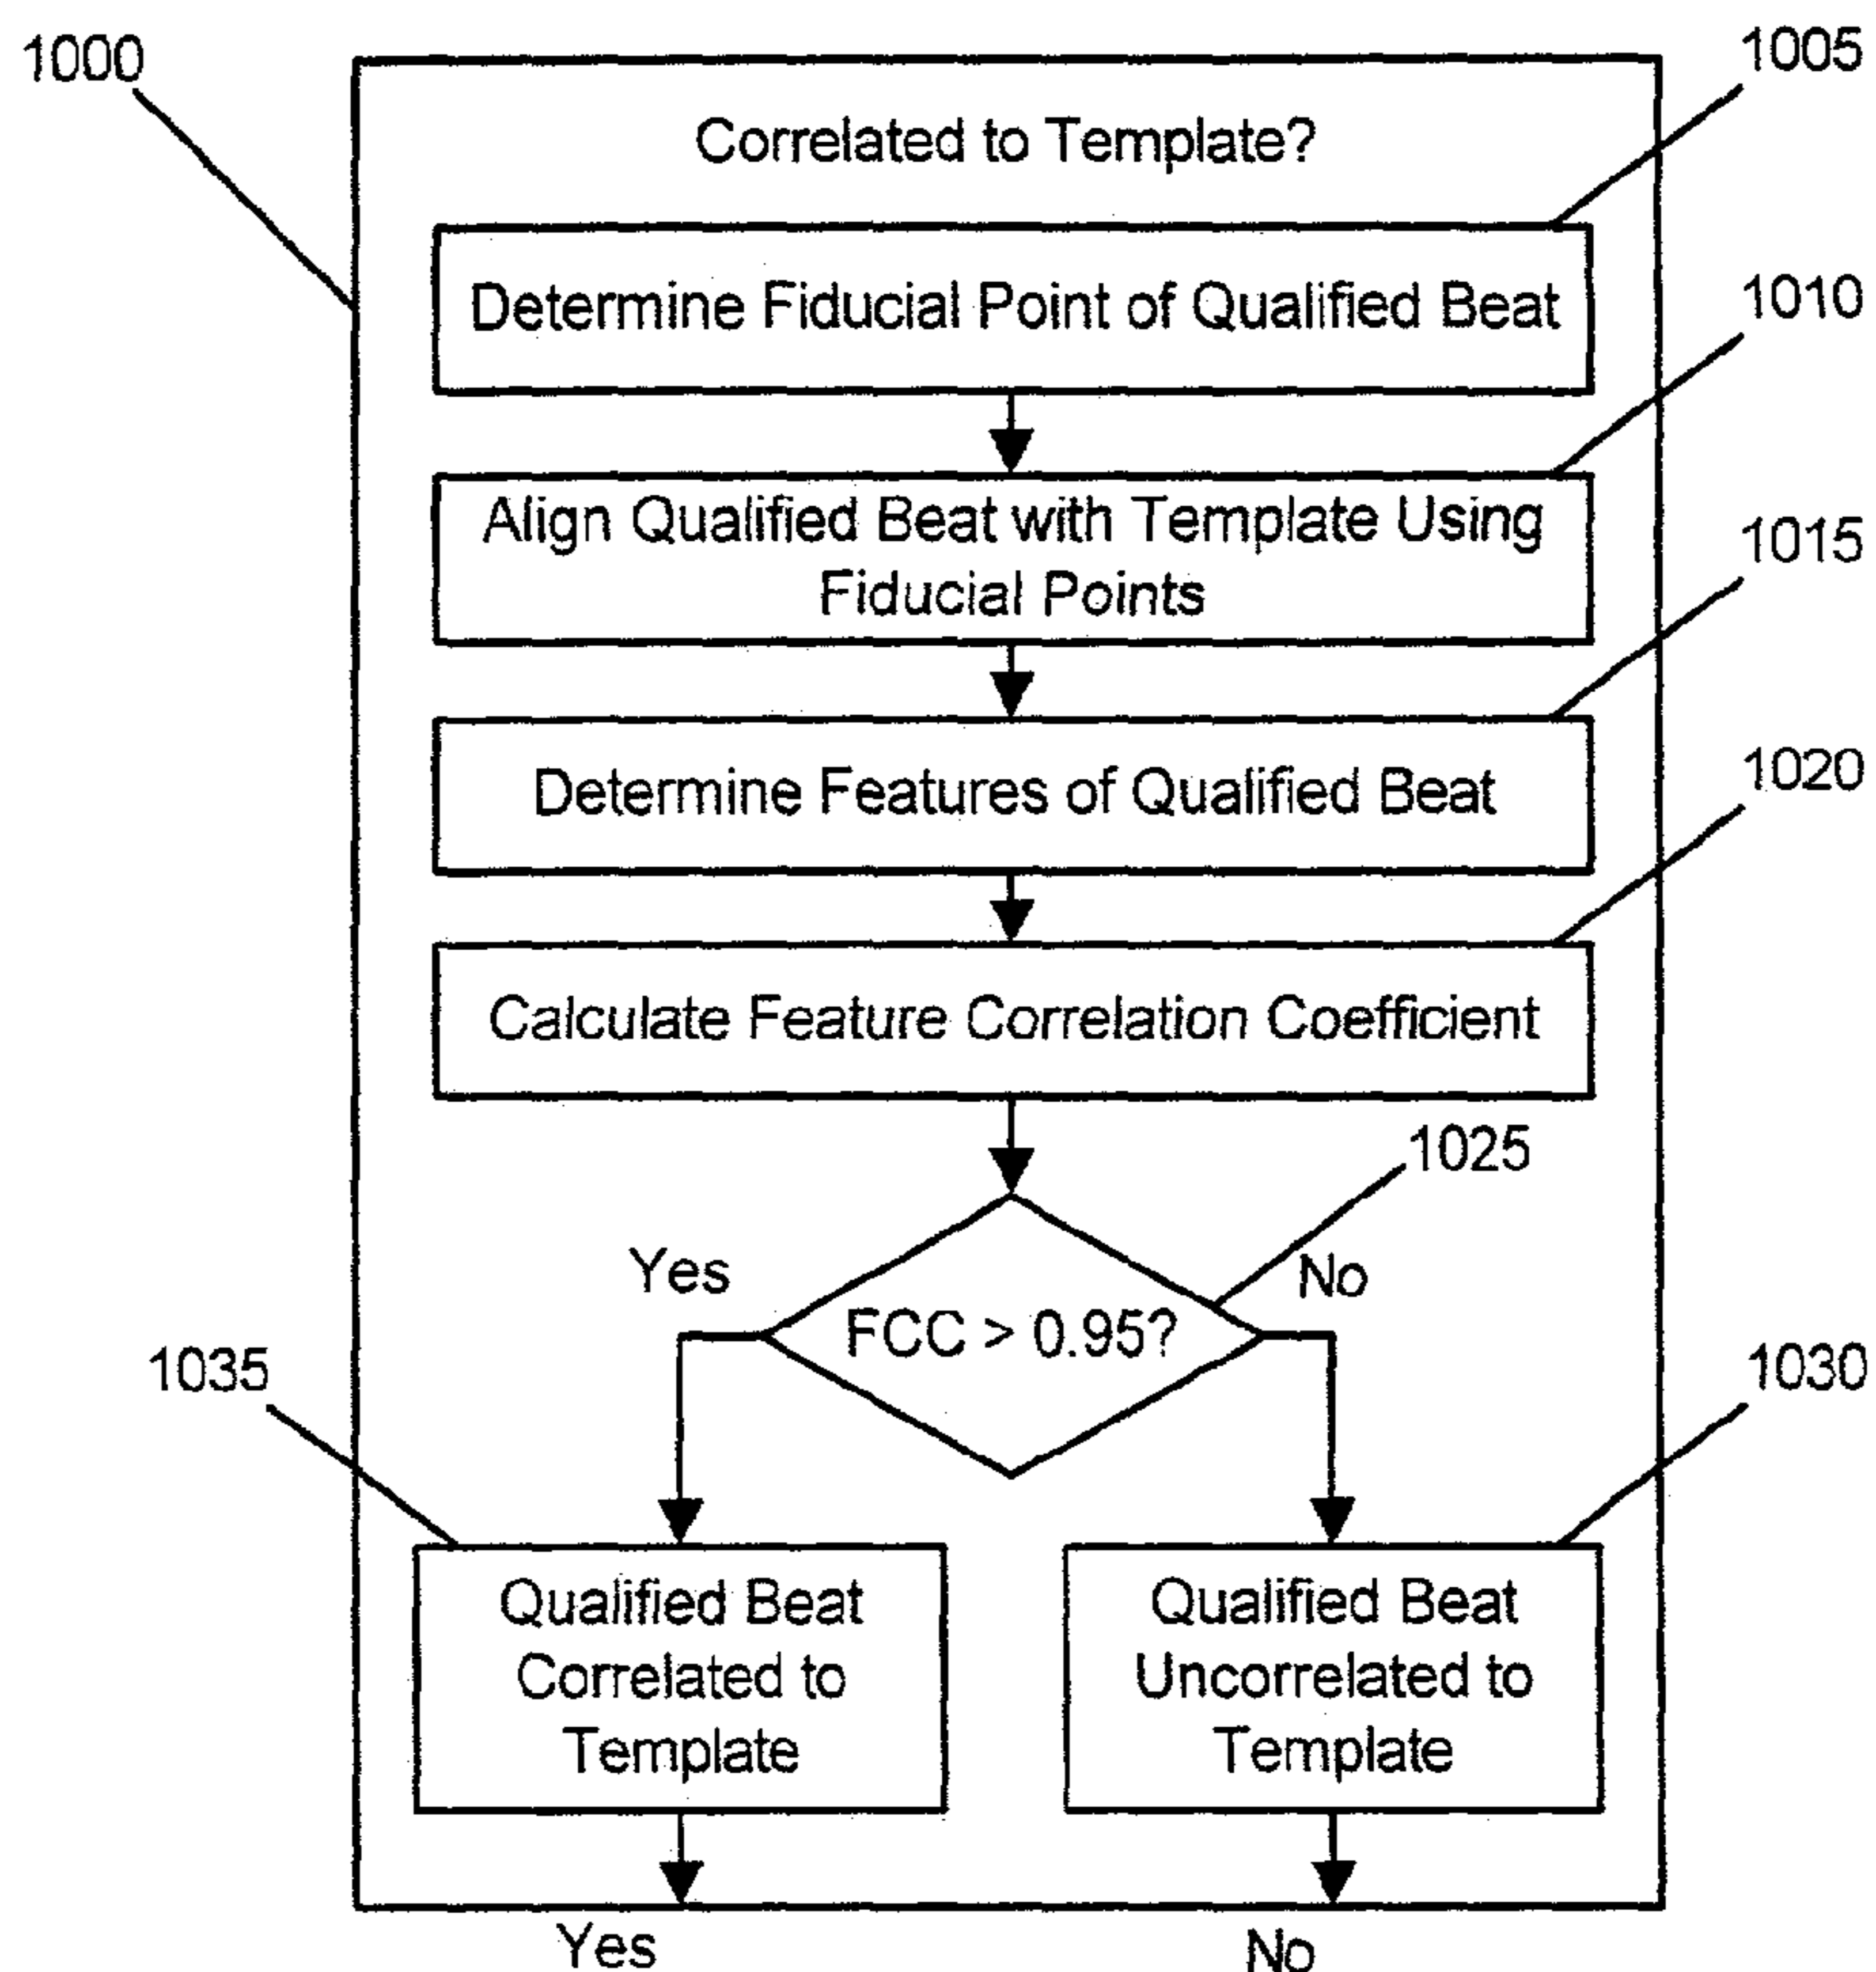 1000
1005
Correlated to Template?
Determine Fiducial Point of Qualified Beat
1010
Align Qualified Beat with Template Using
Fiducial Points
1015
Determine Features of Qualified Beat
1020
Calculate Feature Correlation Coefficient
1025
Yes
No
FCC > 0.95?
1035
1030
Qualified Beat
Correlated to
Template
Qualified Beat
Uncorrelated to
Template
Yes
No